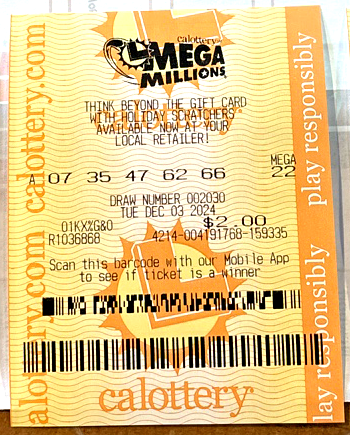 calottery
MEGA
MILLIONS
THINK BEYOND THE GIFT CARD
WITH HOLIDAY SCRATCHERS
AVAILABLE NOW AT YOUR
LOCAL RETAILER!
MEGA
A 07 35 47 62 66 22
DRAW NUMBER 002030
TUE DEC 03 2024
01KX%G&0 $2.00
R1036868 4214-004191768-159335
Scan this barcode with our Mobile App
to see if ticket is a winner
calottery
alottery.com calottery.com
lay responsibly play responsibly